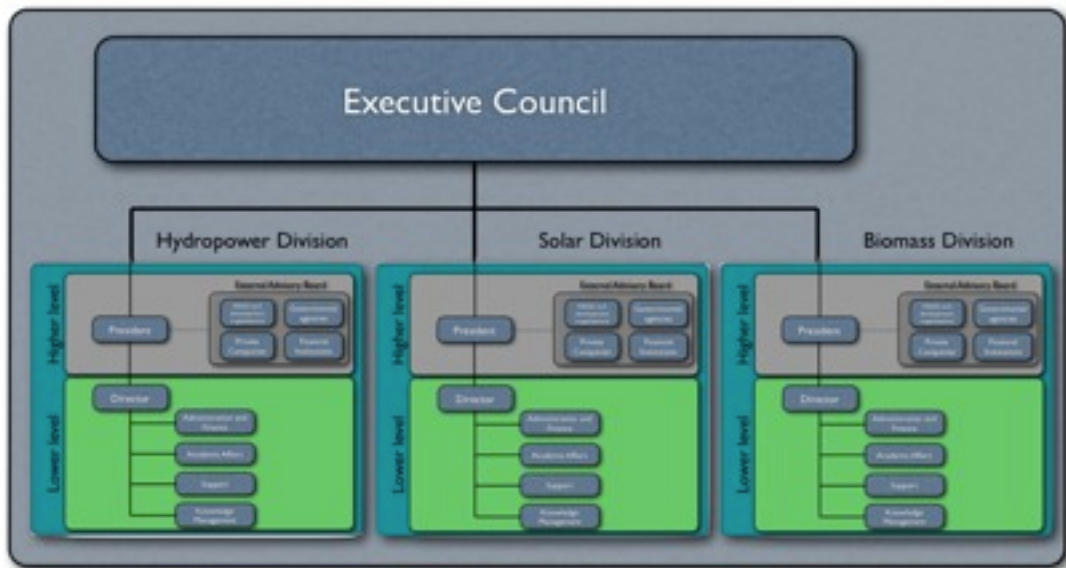 Executive Council
Hydropower Division
Solar Division
Biomass Division
Higher level
External Advisory Board
President
Government
agencies
Private
Companies
Financial
Institutions
Lower level
Director
Administration and
Finance
Academic Affairs
Support
Knowledge
Management
Higher level
External Advisory Board
President
Government
agencies
Private
Companies
Financial
Institutions
Lower level
Director
Administration and
Finance
Academic Affairs
Support
Knowledge
Management
Higher level
External Advisory Board
President
Government
agencies
Private
Companies
Financial
Institutions
Lower level
Director
Administration and
Finance
Academic Affairs
Support
Knowledge
Management